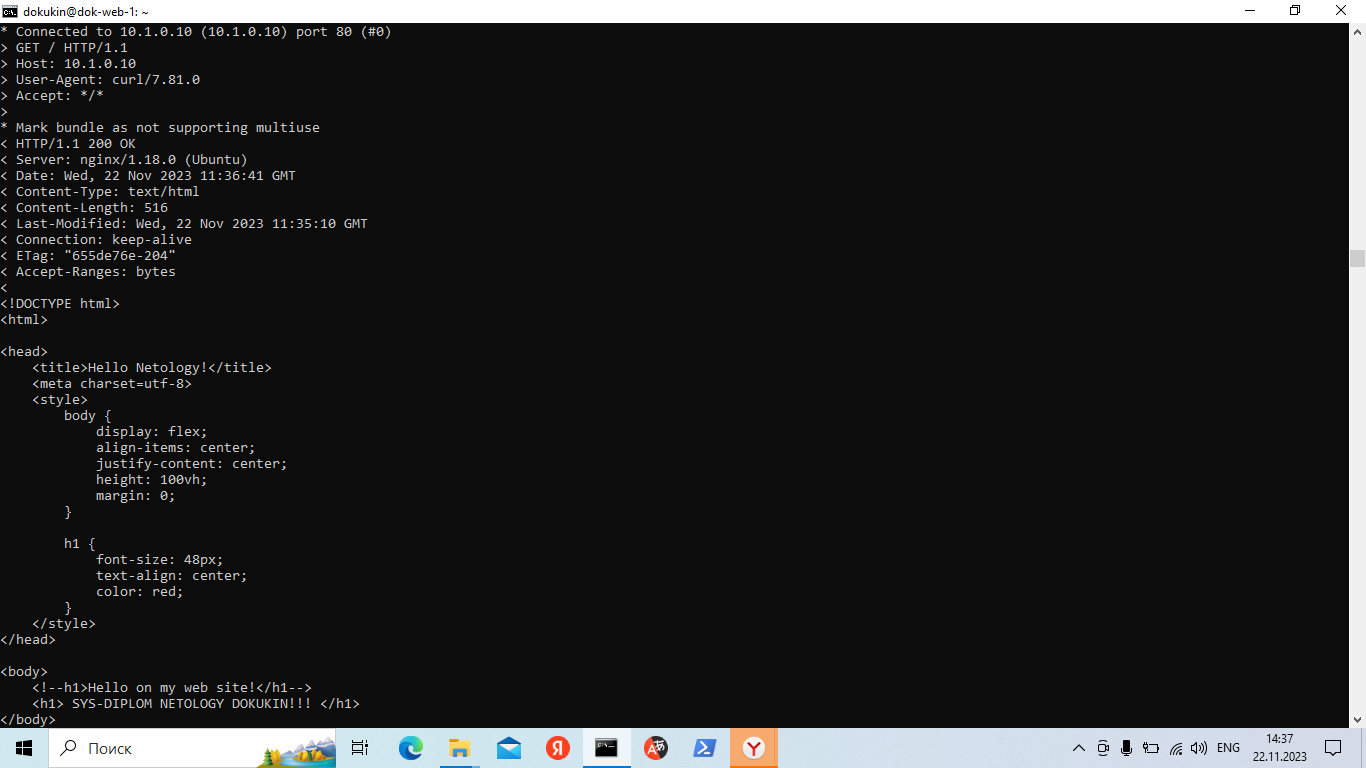 dokukin@dok-web-1: ~
* Connected to 10.1.0.10 (10.1.0.10) port 80 (#0)
> GET / HTTP/1.1
> Host: 10.1.0.10
> User-Agent: curl/7.81.0
> Accept: */*
>
* Mark bundle as not supporting multiuse
< HTTP/1.1 200 OK
< Server: nginx/1.18.0 (Ubuntu)
< Date: Wed, 22 Nov 2023 11:36:41 GMT
< Content-Type: text/html
< Content-Length: 516
< Last-Modified: Wed, 22 Nov 2023 11:35:10 GMT
< Connection: keep-alive
< ETag: "655de76e-204"
< Accept-Ranges: bytes
<
<!DOCTYPE html>
<html>
<head>
    <title>Hello Netology!</title>
    <meta charset=utf-8>
    <style>
        body {
            display: flex;
            align-items: center;
            justify-content: center;
            height: 100vh;
            margin: 0;
        }
        h1 {
            font-size: 48px;
            text-align: center;
            color: red;
        }
    </style>
</head>
<body>
    <!--h1>Hello on my web site!</h1-->
    <h1> SYS-DIPLOM NETOLOGY DOKUKIN!!! </h1>
</body>
Поиск
ENG
14:37
22.11.2023